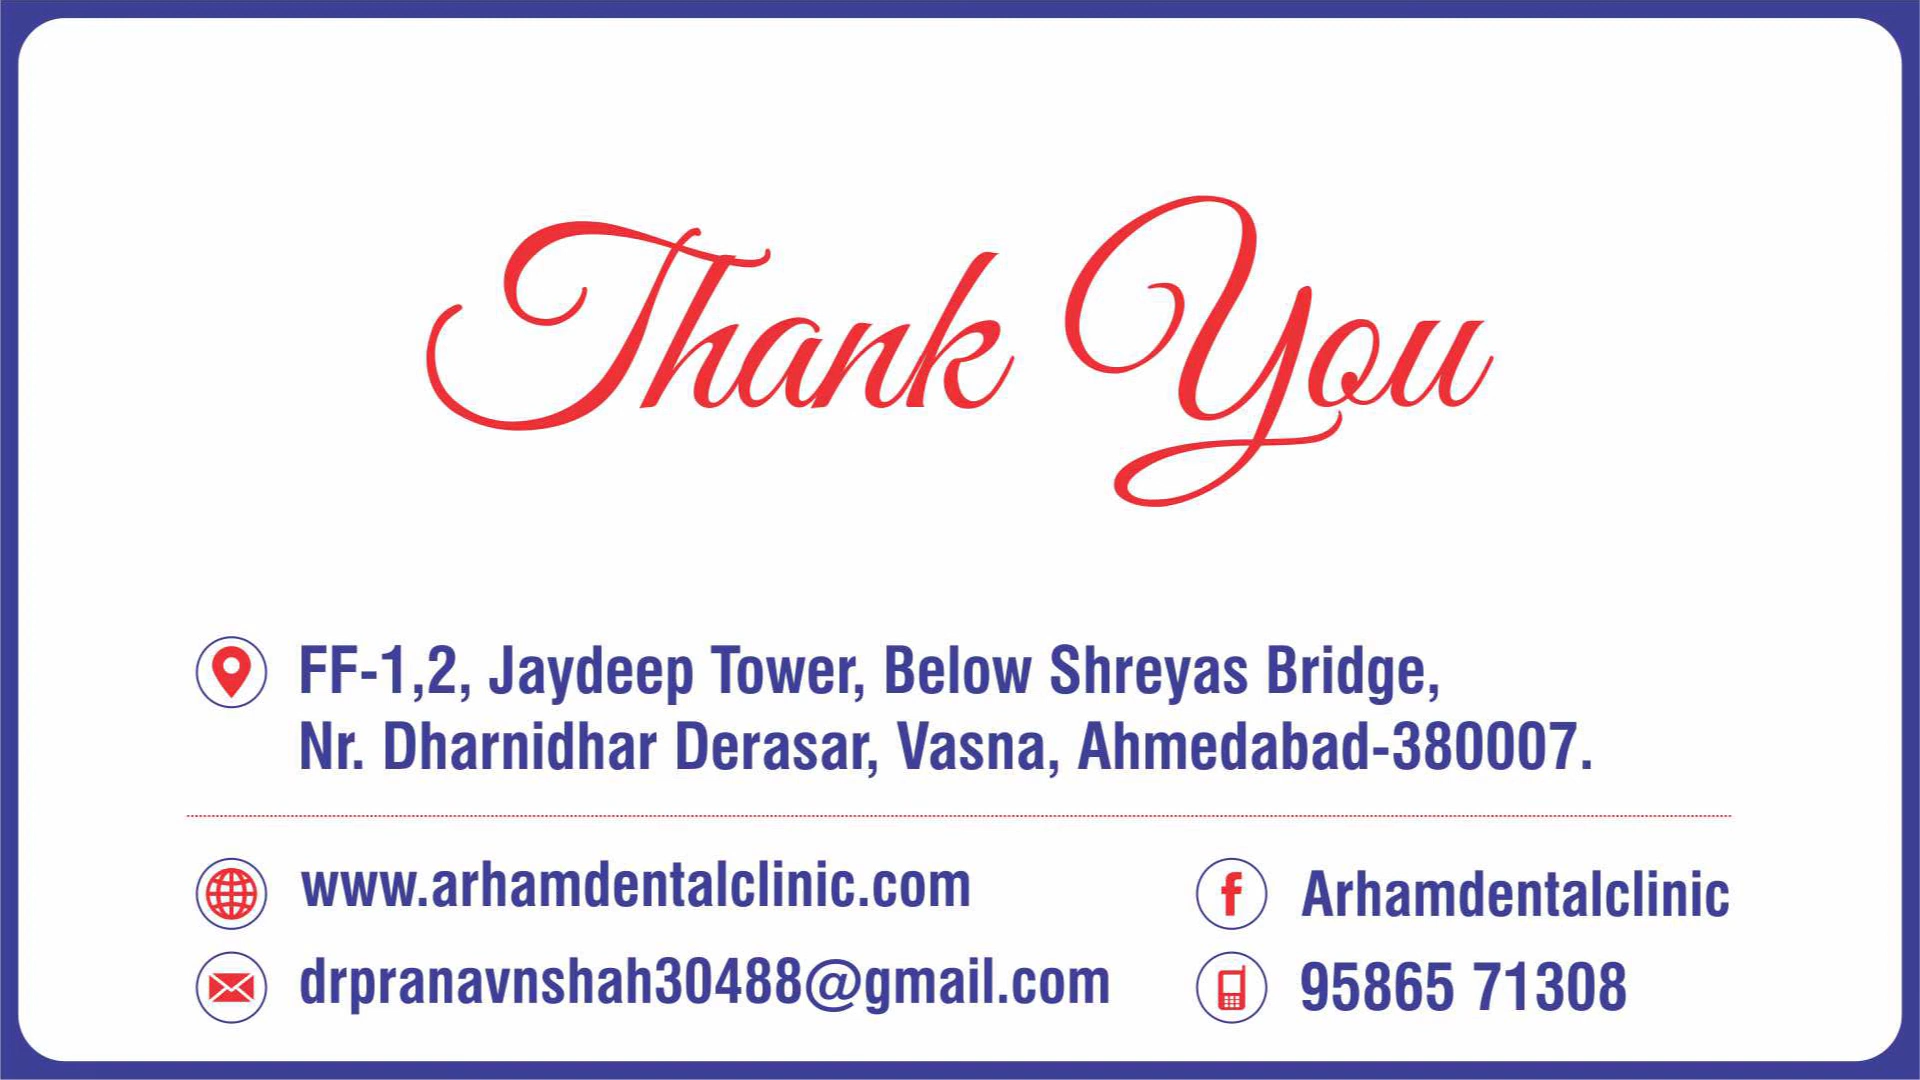 Thank You
FF-1,2, Jaydeep Tower, Below Shreyas Bridge,
Nr. Dharnidhar Derasar, Vasna, Ahmedabad-380007.
www.arhamdentalclinic.com
Arhamdentalclinic
drpranavnshah30488@gmail.com
95865 71308